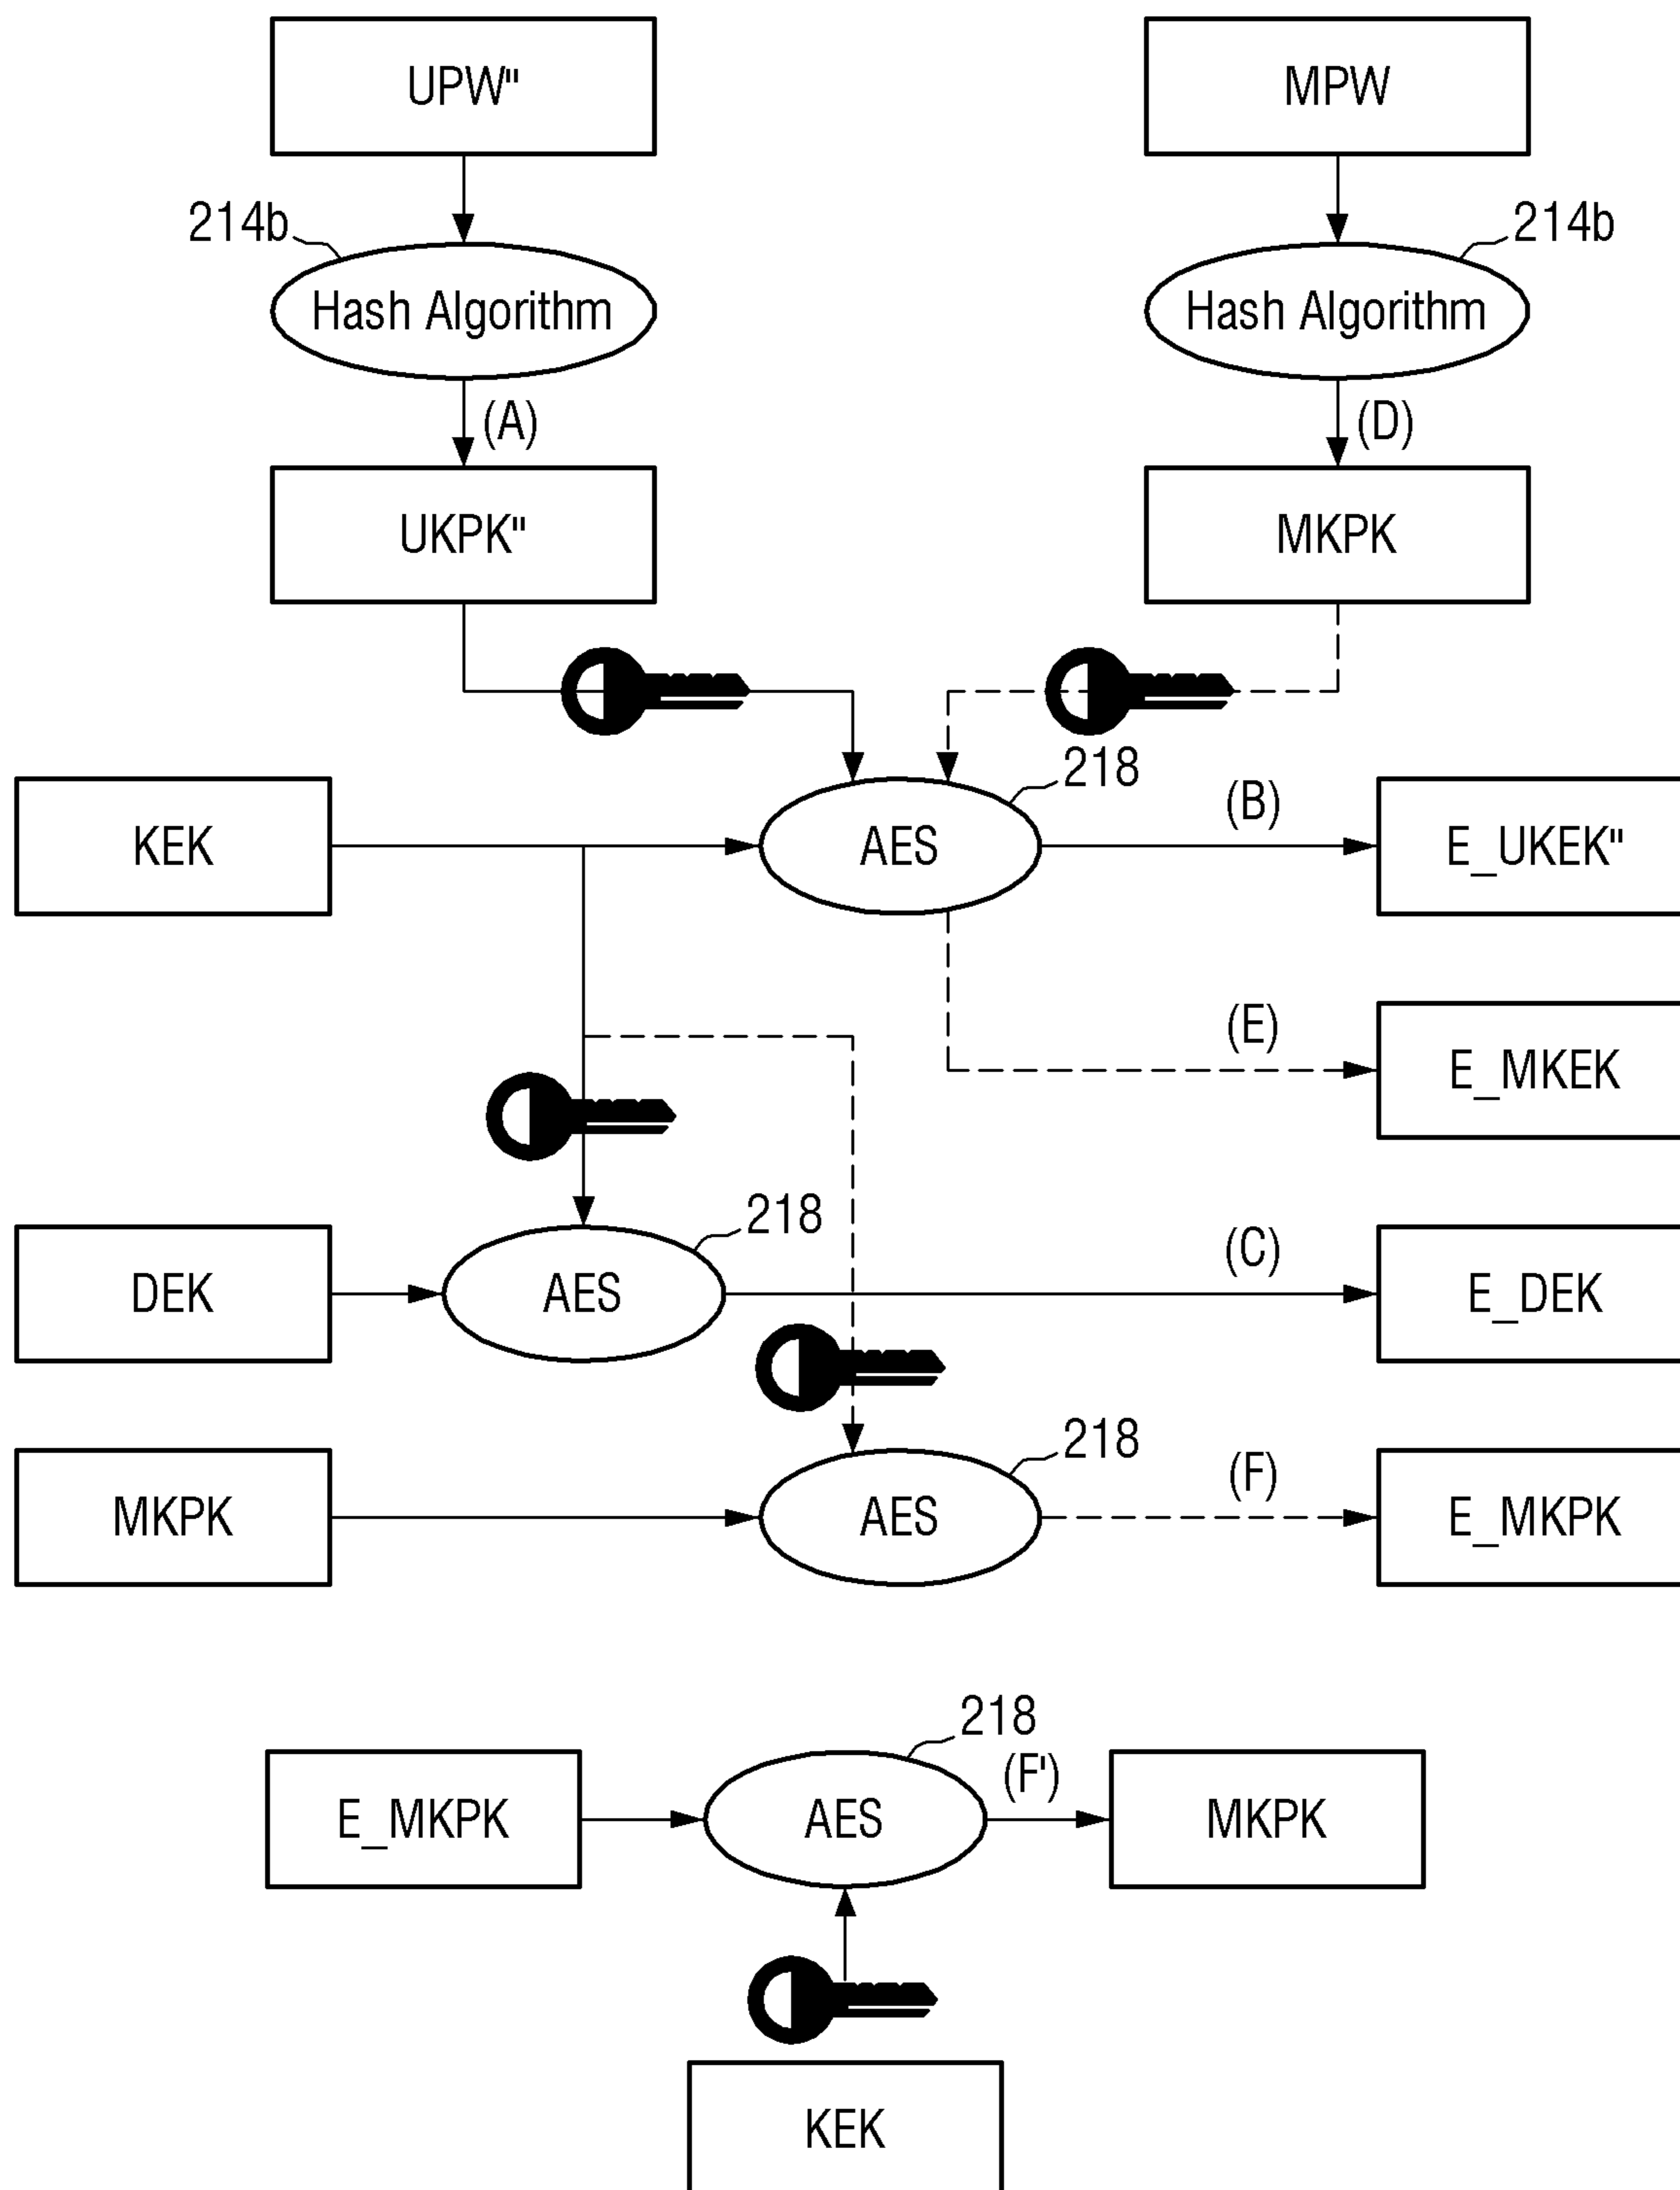 UPW"
MPW
214b
214b
Hash Algorithm
Hash Algorithm
(A)
(D)
UKPK"
MKPK
218
(B)
KEK
AES
E_UKEK"
(E)
E_MKEK
218
(C)
DEK
AES
E_DEK
218
(F)
MKPK
AES
E_MKPK
218
(F')
E_MKPK
AES
MKPK
KEK